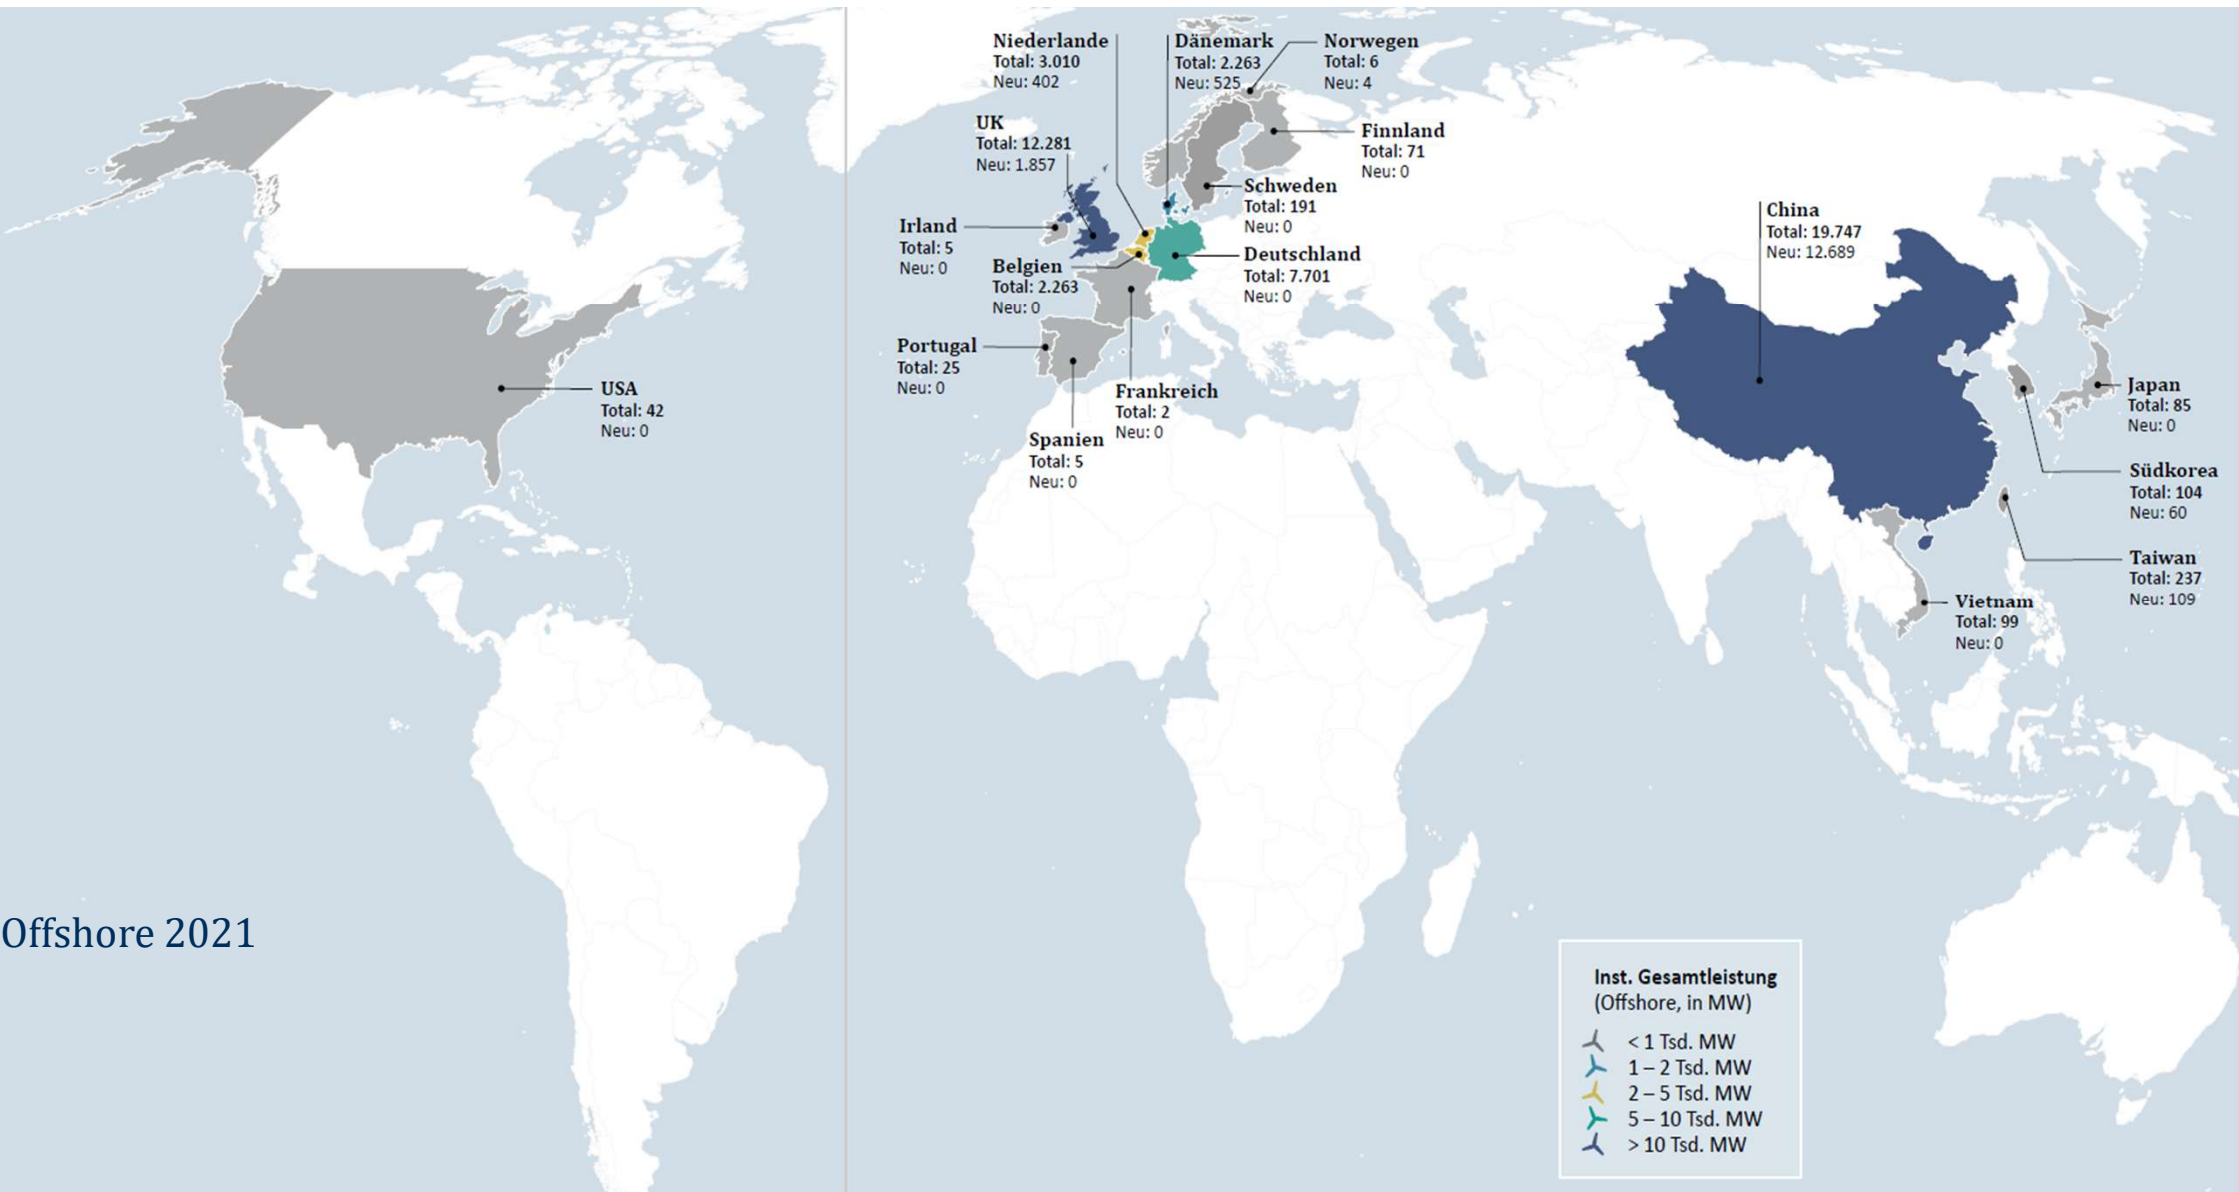 Niederlande
Total: 3.010
Neu: 402
Dänemark
Total: 2.263
Neu: 525
Norwegen
Total: 6
Neu: 4
UK
Total: 12.281
Neu: 1.857
Finnland
Total: 71
Neu: 0
Schweden
Total: 191
Neu: 0
Irland
Total: 5
Neu: 0
Belgien
Total: 2.263
Neu: 0
Deutschland
Total: 7.701
Neu: 0
China
Total: 19.747
Neu: 12.689
Portugal
Total: 25
Neu: 0
Frankreich
Total: 2
Neu: 0
Spanien
Total: 5
Neu: 0
USA
Total: 42
Neu: 0
Japan
Total: 85
Neu: 0
Südkorea
Total: 104
Neu: 60
Taiwan
Total: 237
Neu: 109
Vietnam
Total: 99
Neu: 0
Offshore 2021
Inst. Gesamtleistung
(Offshore, in MW)
< 1 Tsd. MW
1 – 2 Tsd. MW
2 – 5 Tsd. MW
5 – 10 Tsd. MW
> 10 Tsd. MW